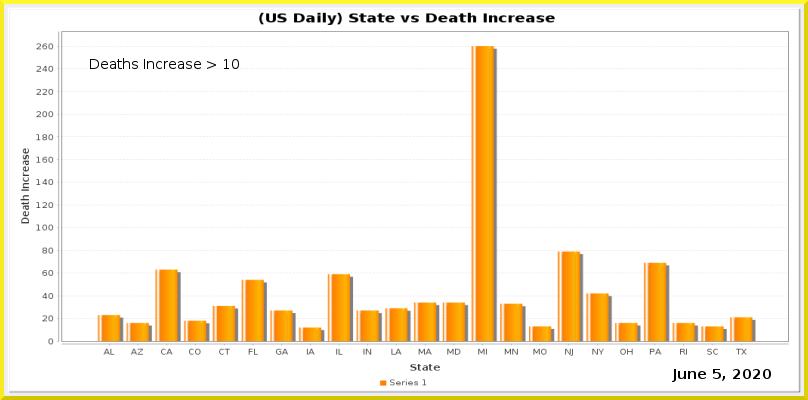 (US Daily) State vs Death Increase
Deaths Increase > 10
260
240
220
200
180
160
140
120
100
80
60
40
20
0
Death Increase
AL AZ CA CO CT FL GA IA IL IN LA MA MD MI MN MO NJ NY OH PA RI SC TX
State
Series 1
June 5, 2020